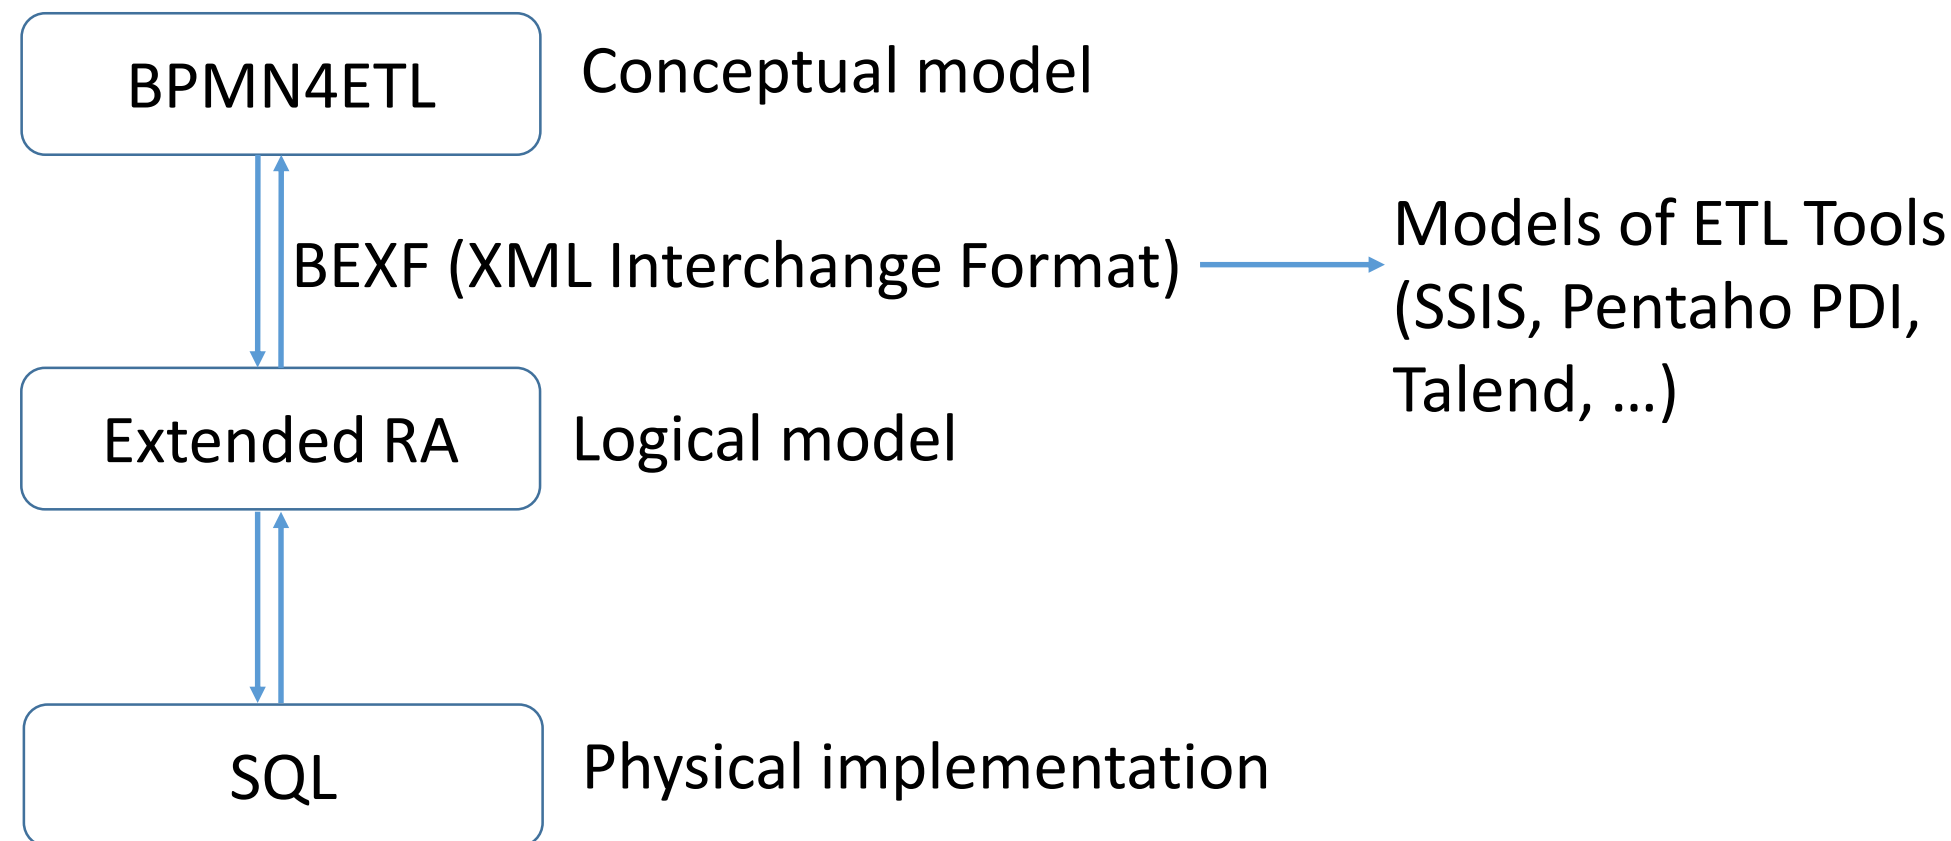 BPMN4ETL
Conceptual model
BEXF (XML Interchange Format)
Models of ETL Tools
(SSIS, Pentaho PDI,
Talend, ...)
Extended RA
Logical model
SQL
Physical implementation